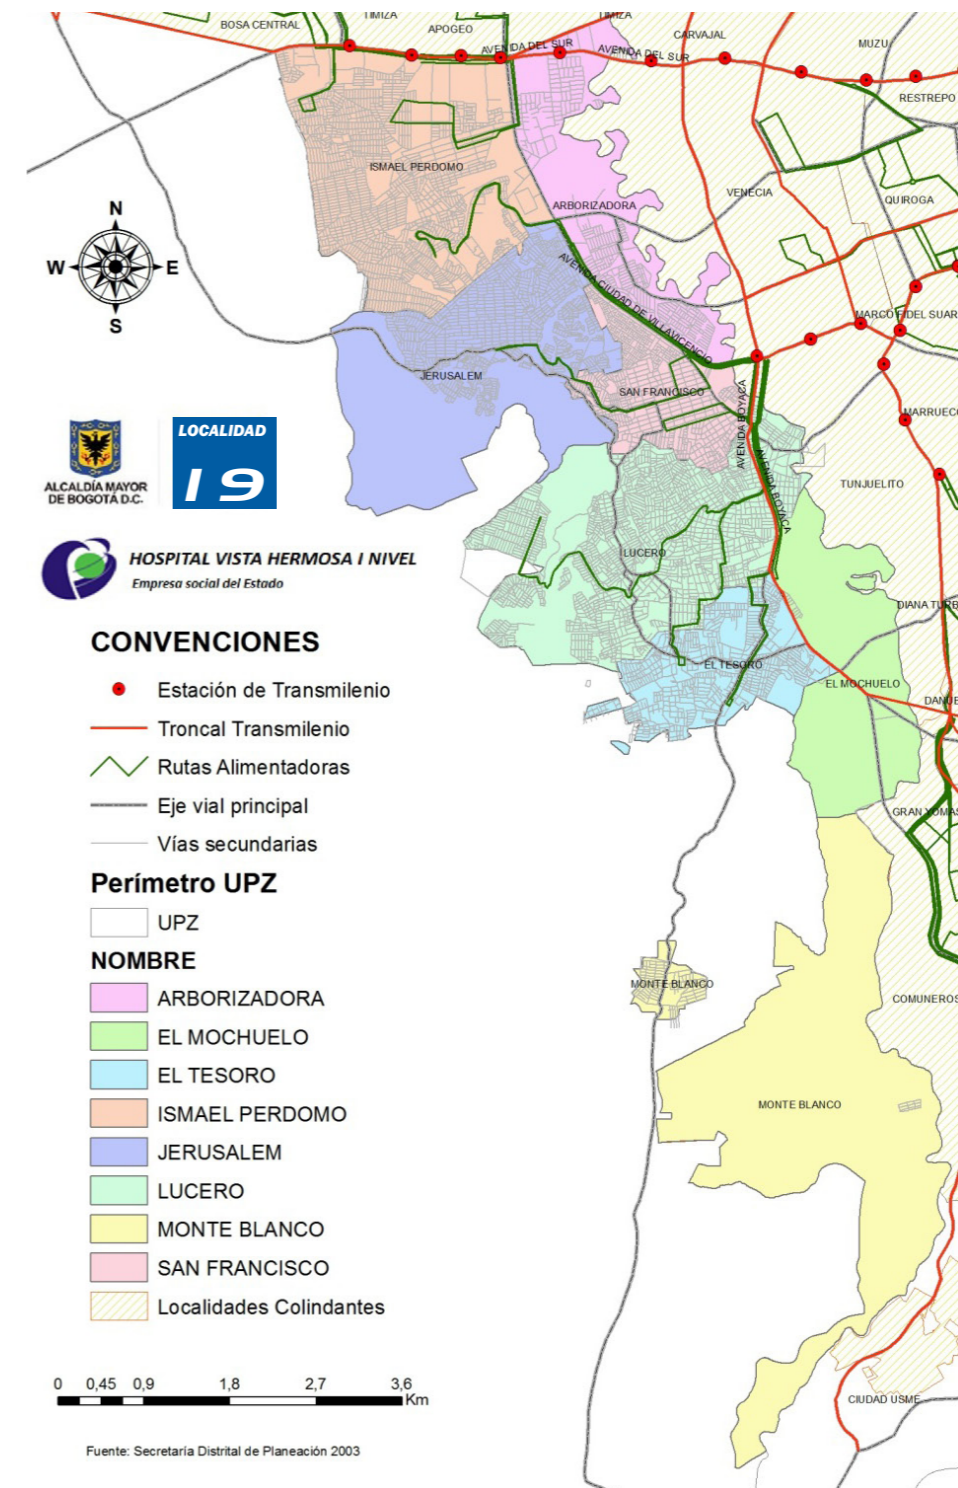 BOSA CENTRAL
TIMIZA
APOGEO
TIMIZA
CARVAJAL
MUZU
AVENIDA DEL SUR
AVENIDA DEL SUR
RESTREPO
ISMAEL PERDOMO
VENECIA
QUIROGA
ARBORIZADORA
N
W
E
S
AVENIDA CIUDAD DE VILLAVICENCIO
MARCO FIDEL SUAR
JERUSALEM
SAN FRANCISCO
AVENIDA BOYACA
MARRUECO
LOCALIDAD
19
ALCALDÍA MAYOR
DE BOGOTÁ D.C.
AVENIDA BOYACA
TUNJUELITO
HOSPITAL VISTA HERMOSA I NIVEL
Empresa social del Estado
LUCERO
DIANA TURB
EL TESORO
EL MOCHUELO
DANUB
CONVENCIONES
Estación de Transmilenio
Troncal Transmilenio
Rutas Alimentadoras
Eje vial principal
Vías secundarias
GRAN YOMAS
Perímetro UPZ
UPZ
NOMBRE
ARBORIZADORA
EL MOCHUELO
EL TESORO
ISMAEL PERDOMO
JERUSALEM
LUCERO
MONTE BLANCO
SAN FRANCISCO
Localidades Colindantes
MONTE BLANCO
COMUNEROS
MONTE BLANCO
CIUDAD USME
0 0,45 0,9 1,8 2,7 3,6
Km
Fuente: Secretaría Distrital de Planeación 2003